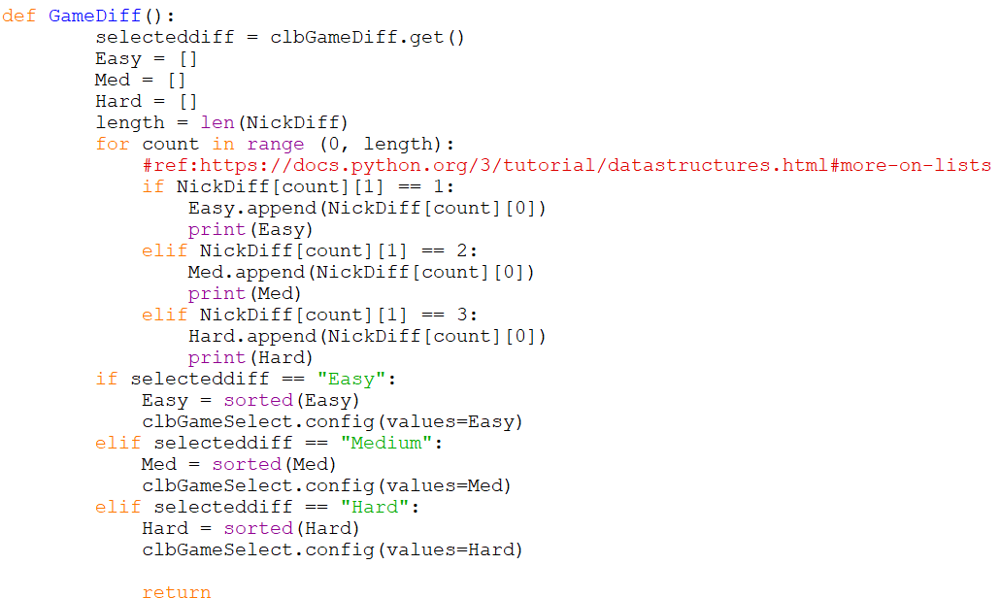 def GameDiff():
        selecteddiff = clbGameDiff.get()
        Easy = []
        Med = []
        Hard = []
        length = len(NickDiff)
        for count in range (0, length):
            #ref:https://docs.python.org/3/tutorial/datastructures.html#more-on-lists
            if NickDiff[count][1] == 1:
                Easy.append(NickDiff[count][0])
                print(Easy)
            elif NickDiff[count][1] == 2:
                Med.append(NickDiff[count][0])
                print(Med)
            elif NickDiff[count][1] == 3:
                Hard.append(NickDiff[count][0])
                print(Hard)
        if selecteddiff == "Easy":
            Easy = sorted(Easy)
            clbGameSelect.config(values=Easy)
        elif selecteddiff == "Medium":
            Med = sorted(Med)
            clbGameSelect.config(values=Med)
        elif selecteddiff == "Hard":
            Hard = sorted(Hard)
            clbGameSelect.config(values=Hard)

            return